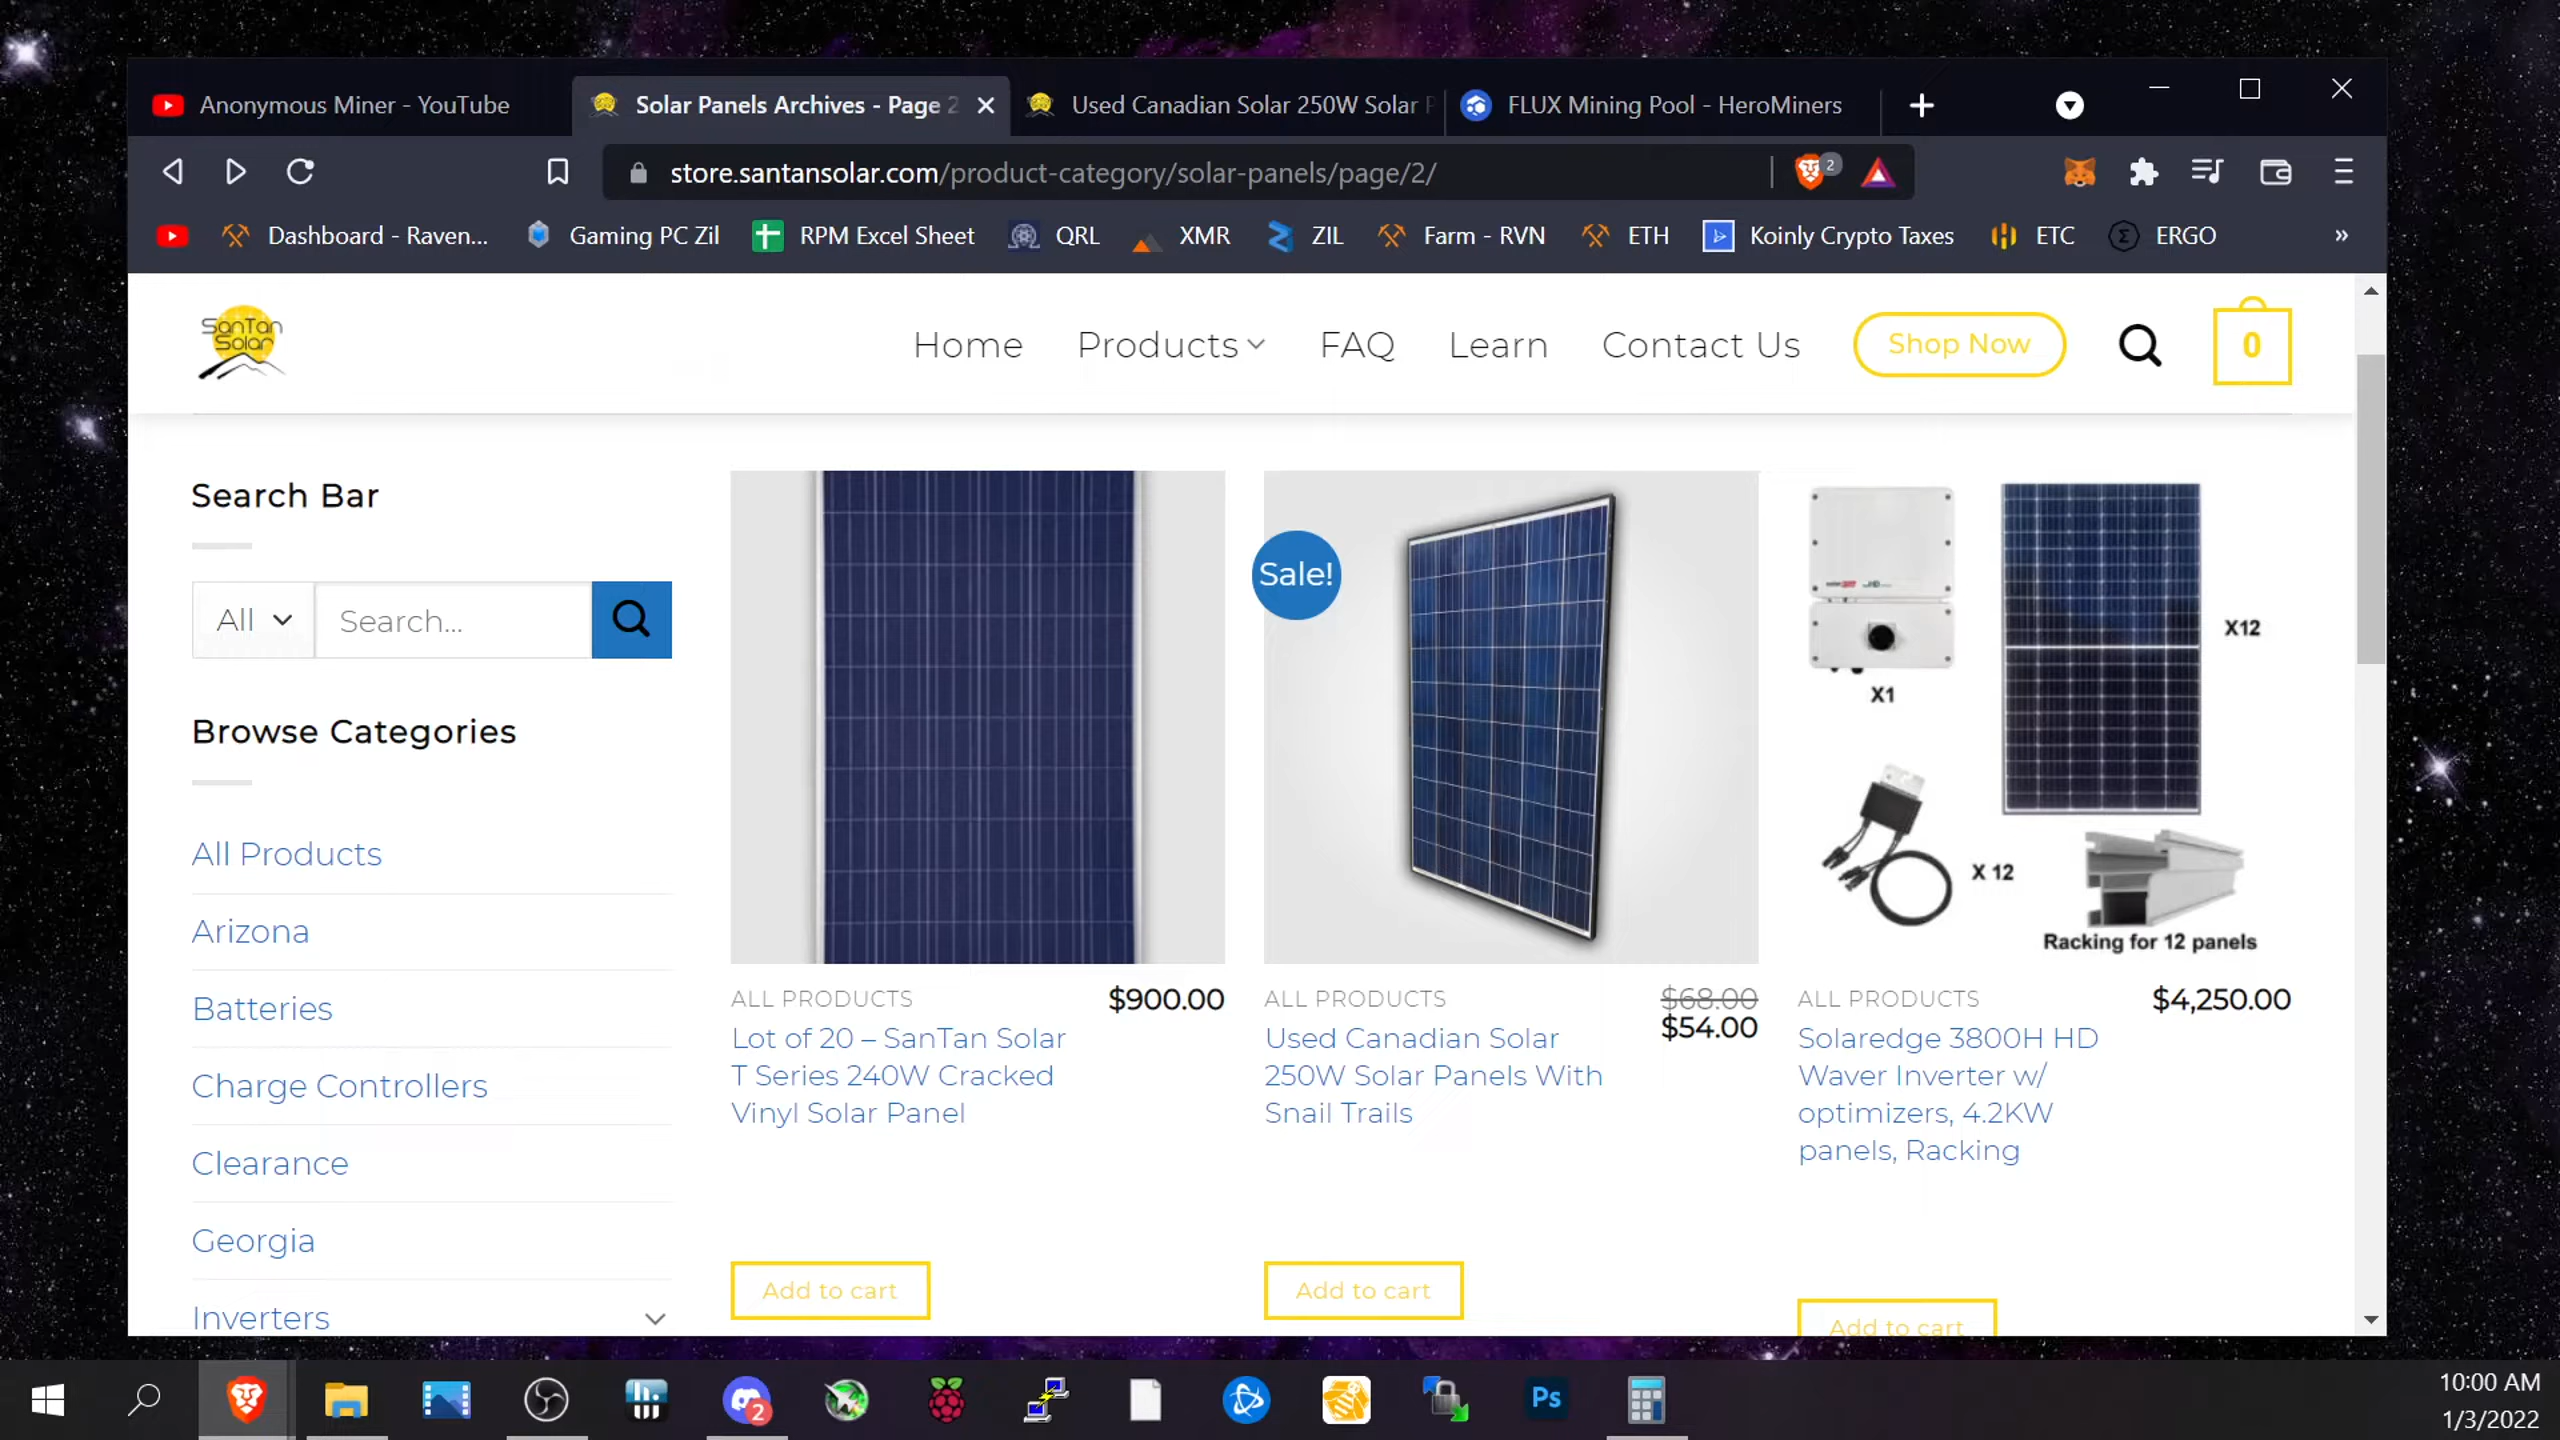 Anonymous Miner - YouTube
Solar Panels Archives - Page 2
Used Canadian Solar 250W Solar P
FLUX Mining Pool - HeroMiners
store.santansolar.com/product-category/solar-panels/page/2/
2
Dashboard - Raven...
Gaming PC Zil
RPM Excel Sheet
QRL
XMR
ZIL
Farm - RVN
ETH
Koinly Crypto Taxes
ETC
ERGO
»
SanTan
Solar
Home
Products
FAQ
Learn
Contact Us
Shop Now
0
Search Bar
All
Search...
Browse Categories
All Products
Arizona
Batteries
Charge Controllers
Clearance
Georgia
Inverters
ALL PRODUCTS
$900.00
Lot of 20 – SanTan Solar
T Series 240W Cracked
Vinyl Solar Panel
Add to cart
Sale!
ALL PRODUCTS
$68.00
$54.00
Used Canadian Solar
250W Solar Panels With
Snail Trails
Add to cart
X1
X12
X 12
Racking for 12 panels
ALL PRODUCTS
$4,250.00
Solaredge 3800H HD
Waver Inverter w/
optimizers, 4.2KW
panels, Racking
Add to cart
2
Ps
10:00 AM
1/3/2022